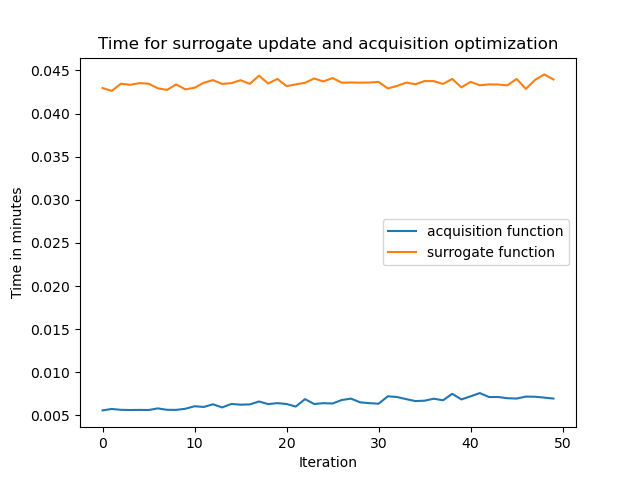 Time for surrogate update and acquisition optimization
0.045
0.040
0.035
0.030
0.025
0.020
0.015
0.010
0.005
Time in minutes
acquisition function
surrogate function
0 10 20 30 40 50
Iteration